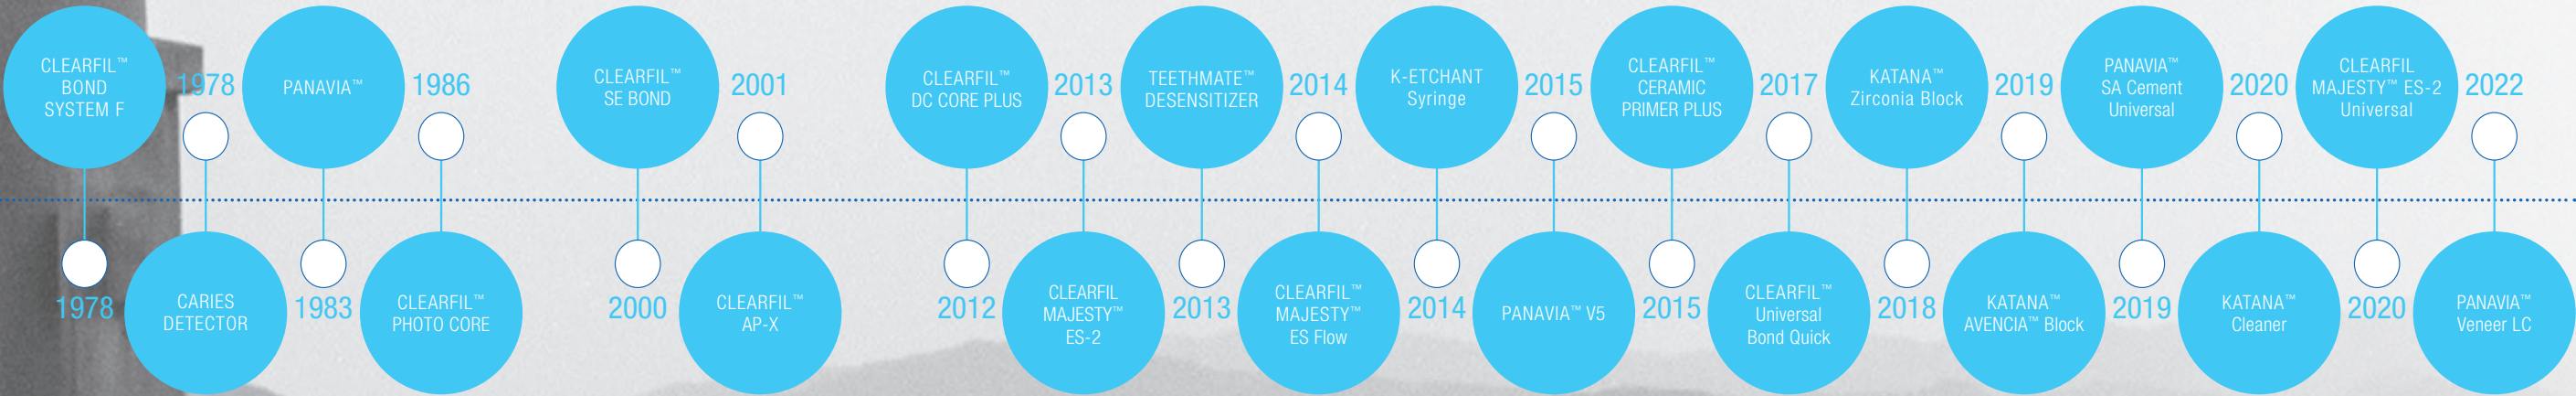 CLEARFIL™
BOND
SYSTEM F
1978
CARIES
DETECTOR
1978
PANAVIA™
1983
CLEARFIL™
PHOTO CORE
1986
CLEARFIL™
SE BOND
2000
CLEARFIL™
AP-X
2001
CLEARFIL™
DC CORE PLUS
2012
CLEARFIL
MAJESTY™
ES-2
2013
TEETHMATE™
DESENSITIZER
2013
CLEARFIL™
MAJESTY™
ES Flow
2014
K-ETCHANT
Syringe
2014
PANAVIA™ V5
2015
CLEARFIL™
CERAMIC
PRIMER PLUS
2015
CLEARFIL™
Universal
Bond Quick
2017
KATANA™
Zirconia Block
2018
KATANA™
AVENCIA™ Block
2019
PANAVIA™
SA Cement
Universal
2019
KATANA™
Cleaner
2020
CLEARFIL
MAJESTY™ ES-2
Universal
2020
PANAVIA™
Veneer LC
2022